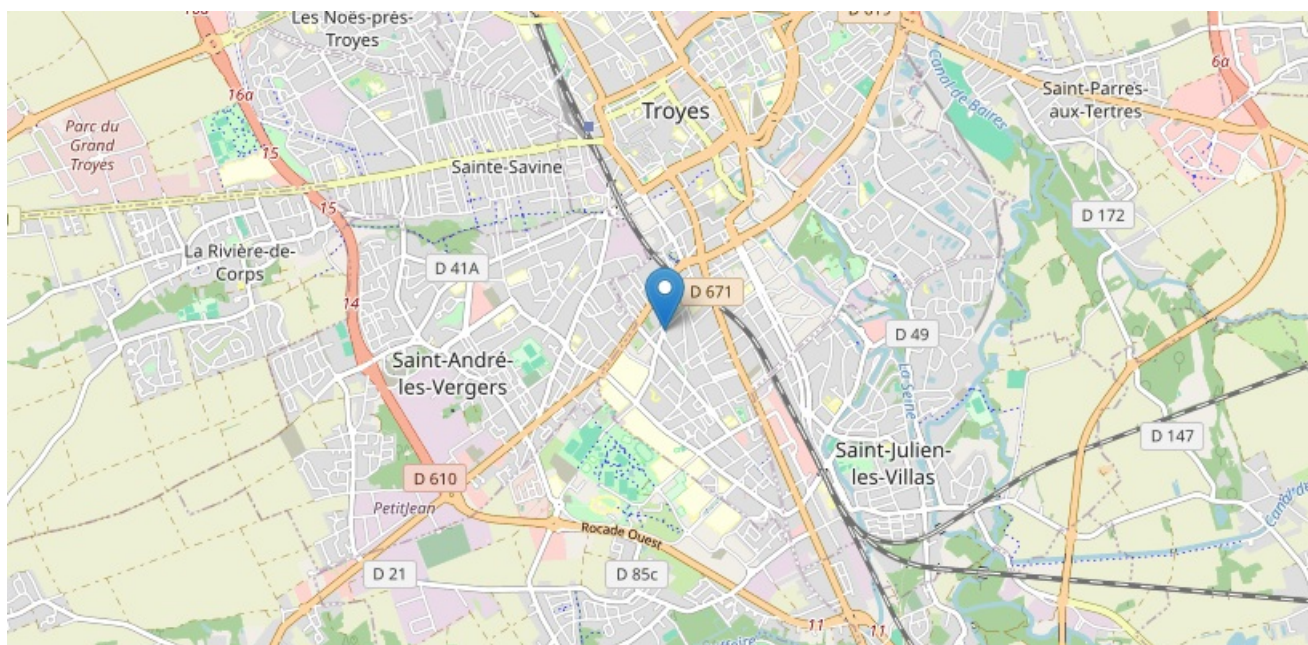 Les Noës-près-
Troyes
16a
6a
Saint-Parres-
aux-Tertres
Canal de Baires
Troyes
Parc du
Grand
Troyes
15
Sainte-Savine
15
D 172
La Rivière-de-
Corps
D 41A
14
D 671
D 49
Saint-André-
les-Vergers
La Seine
D 147
Saint-Julien-
les-Villas
D 610
PetitJean
Rocade Ouest
D 21
D 85c
11
11